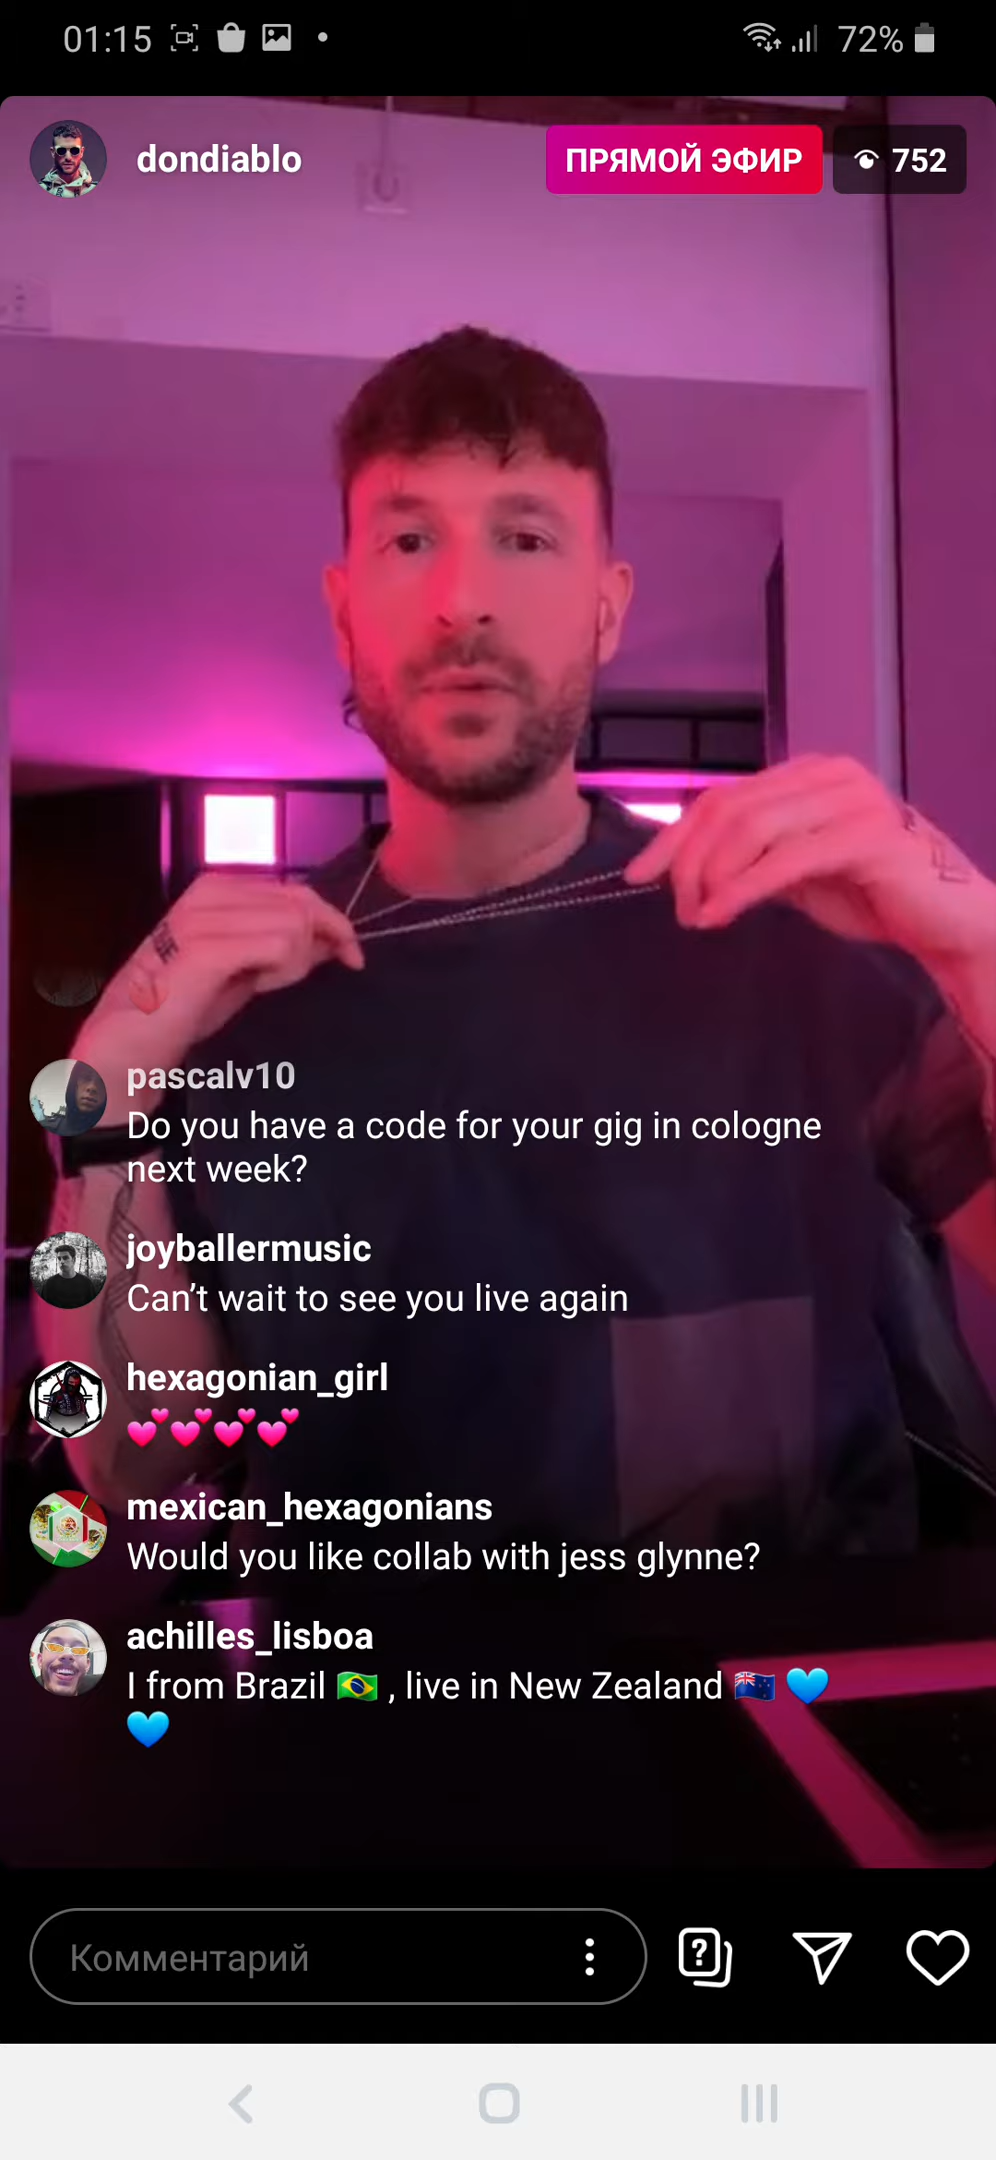 01:15 72%
dondiablo ПРЯМОЙ ЭФИР 752
pascalv10
Do you have a code for your gig in cologne
next week?
joyballermusic
Can’t wait to see you live again
hexagonian_girl
💕💕💕💕
mexican_hexagonians
Would you like collab with jess glynne?
achilles_lisboa
I from Brazil 🇧🇷 , live in New Zealand 🇳🇿 💙
💙
Комментарий